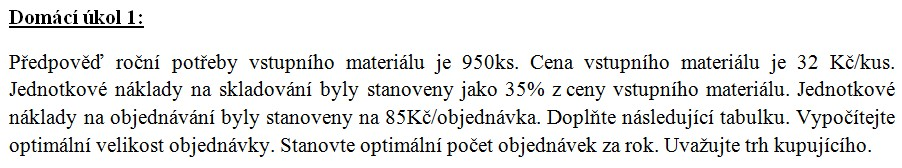 Domácí úkol 1:
Předpověď roční potřeby vstupního materiálu je 950ks. Cena vstupního materiálu je 32 Kč/kus.
Jednotkové náklady na skladování byly stanoveny jako 35% z ceny vstupního materiálu. Jednotkové
náklady na objednávání byly stanoveny na 85Kč/objednávka. Doplňte následující tabulku. Vypočítejte
optimální velikost objednávky. Stanovte optimální počet objednávek za rok. Uvažujte trh kupujícího.